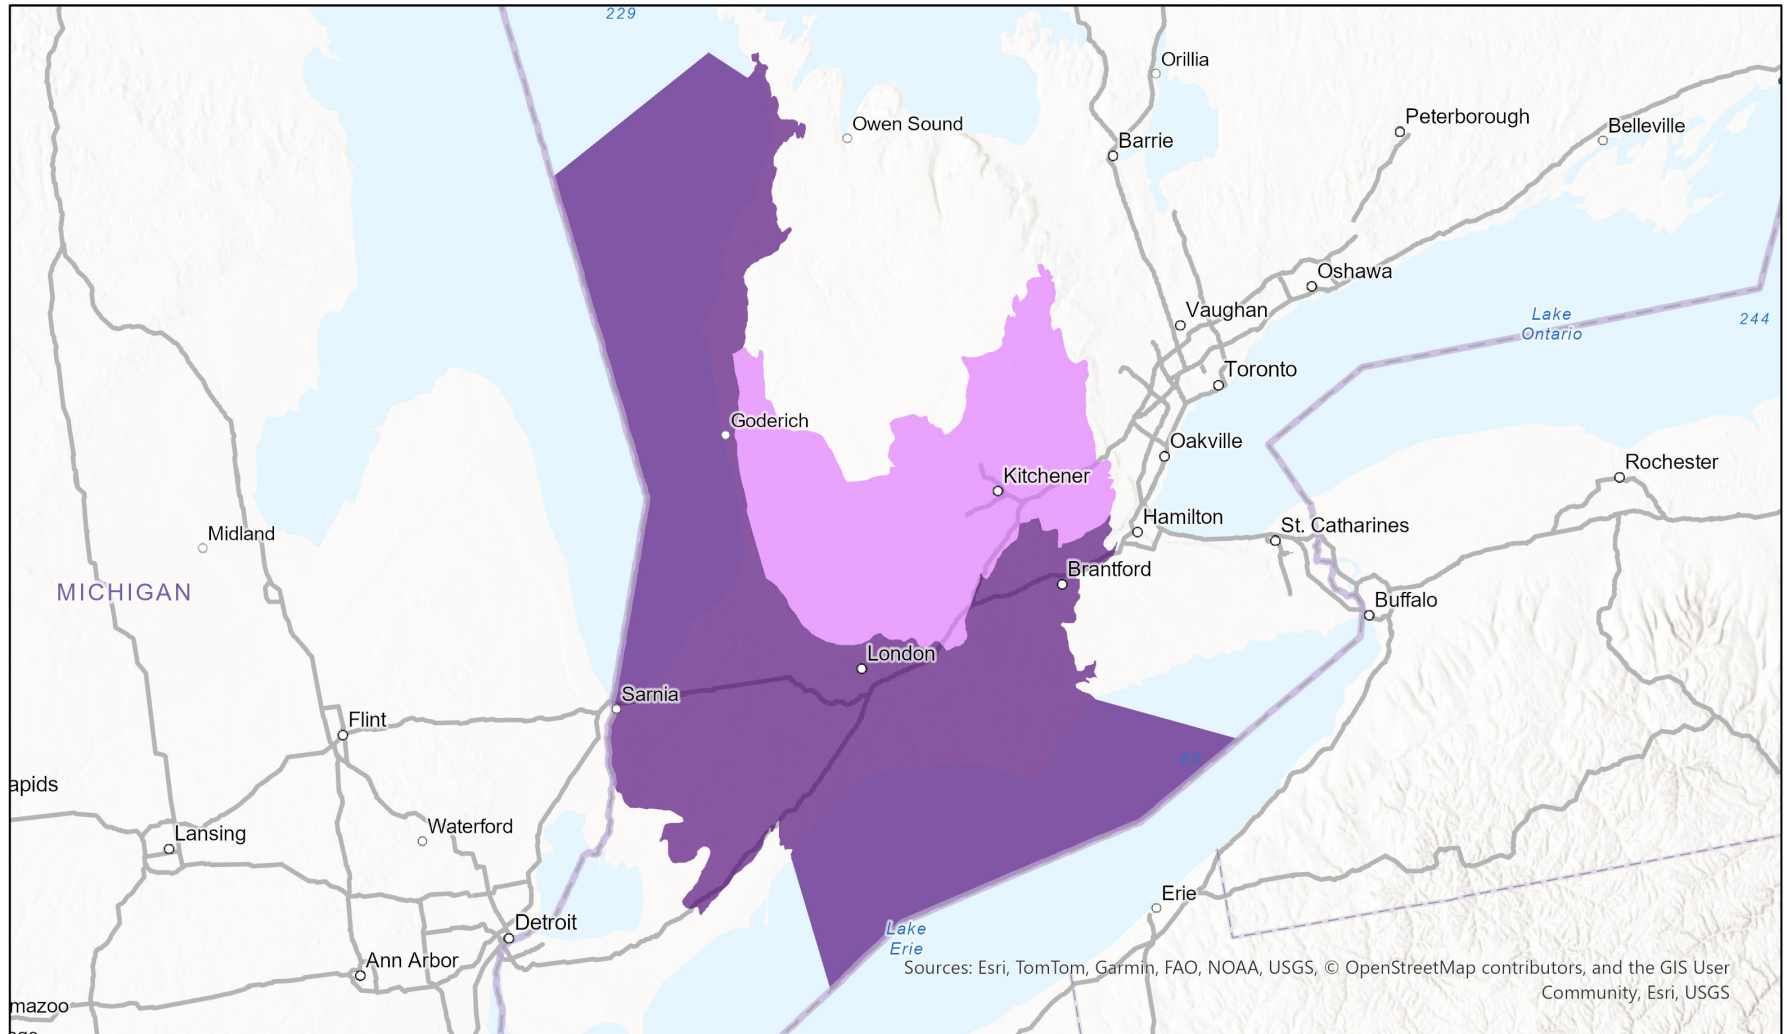 229
Orillia
Owen Sound
Peterborough
Belleville
Barrie
Oshawa
Vaughan
Lake
Ontario
244
Toronto
Goderich
Oakville
Rochester
Kitchener
Hamilton
St. Catharines
Midland
Brantford
MICHIGAN
Buffalo
London
Sarnia
Flint
63
apids
Waterford
Lansing
Erie
Detroit
Lake
Erie
Ann Arbor
Sources: Esri, TomTom, Garmin, FAO, NOAA, USGS, © OpenStreetMap contributors, and the GIS User
Community, Esri, USGS
mazoo